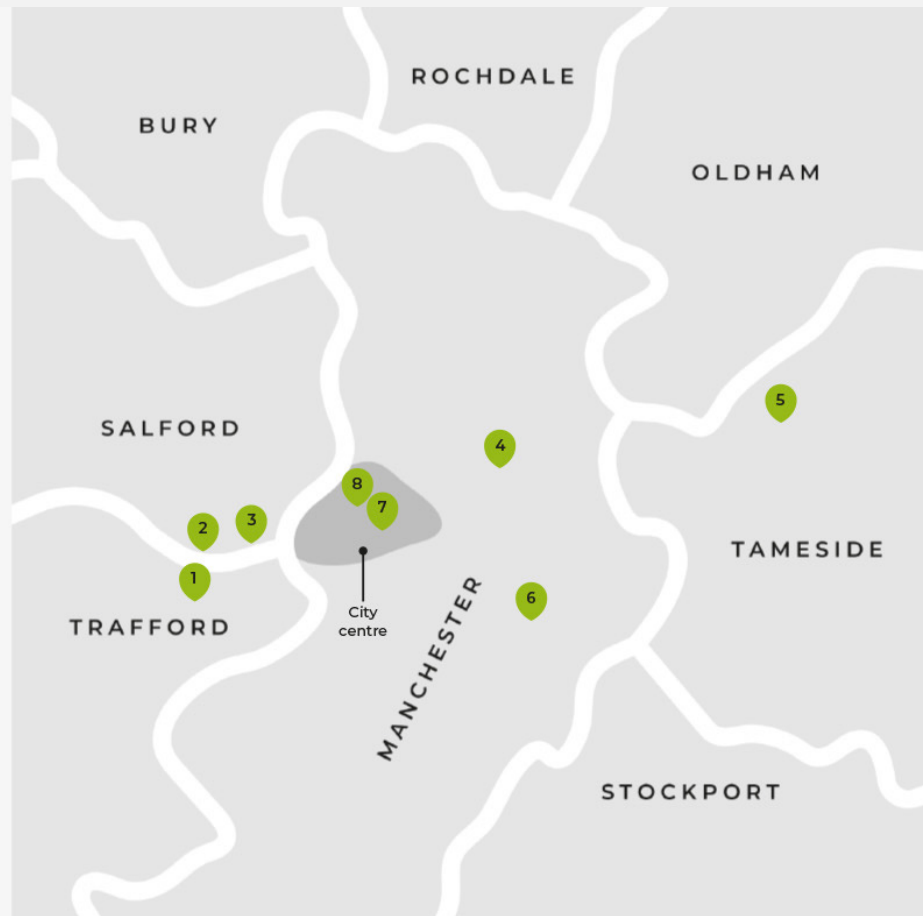 ROCHDALE
BURY
OLDHAM
5
SALFORD
4
8
7
3
2
TAMESIDE
1
6
City
centre
TRAFFORD
MANCHESTER
STOCKPORT